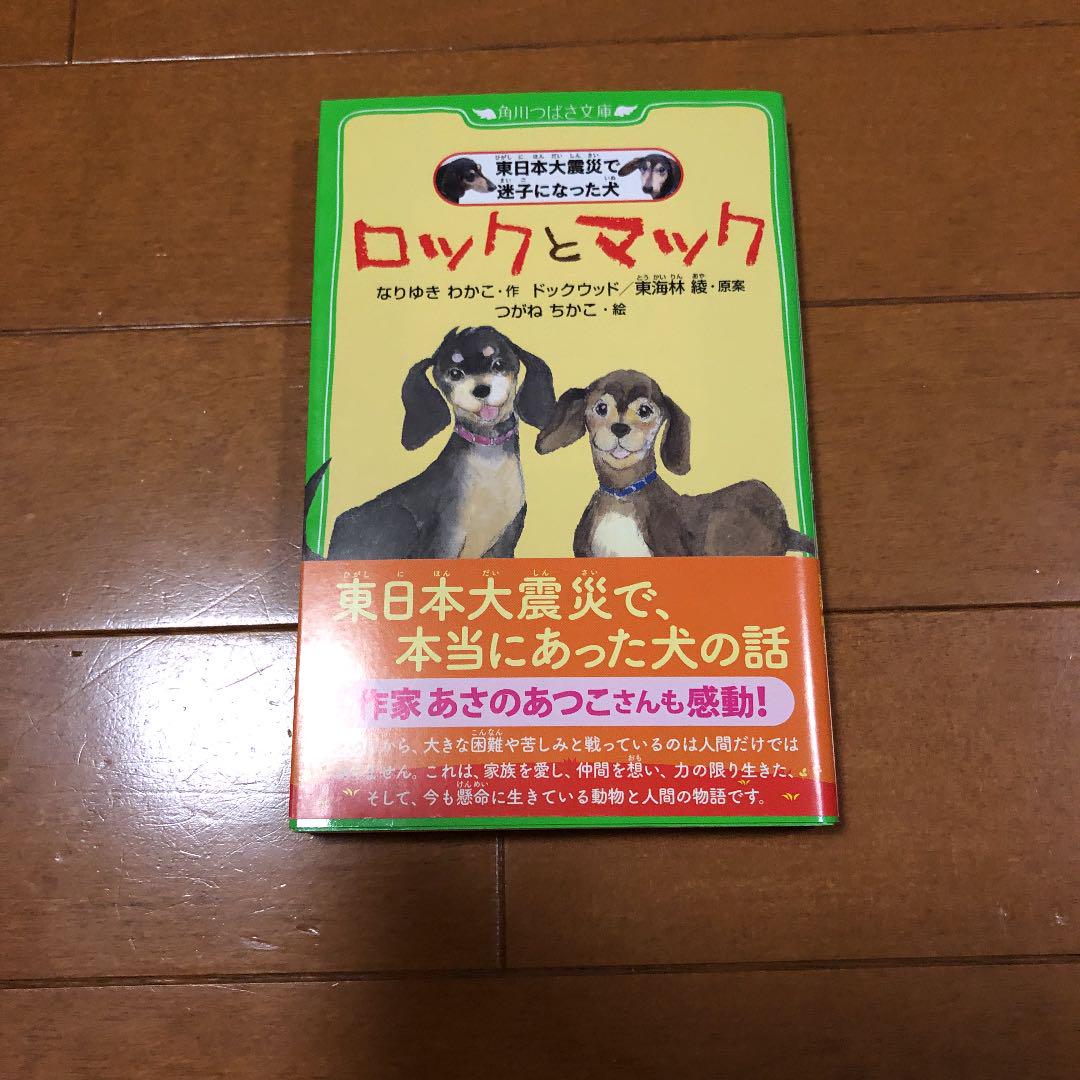 角川つばさ文庫
東日本大震災で
迷子になった犬
ロックとマック
なりゆき わかこ・作 ドックウッド/東海林 綾・原案
つがね ちかこ・絵
東日本大震災で、
本当にあった犬の話
作家 あさのあつこさんも感動!
から、大きな困難や苦しみと戦っているのは人間だけでは
ません。これは、家族を愛し、仲間を想い、力の限り生きた、
そして、今も懸命に生きている動物と人間の物語です。